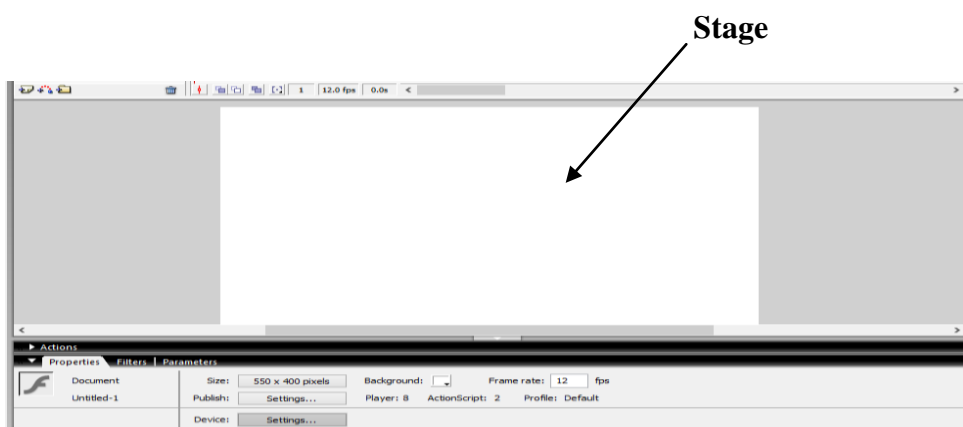 Stage
1 12.0 fps 0.0s
Actions
Properties Filters Parameters
Document Size: 550 x 400 pixels Background: Frame rate: 12 fps
Untitled-1 Publish: Settings... Player: 8 ActionScript: 2 Profile: Default
Device: Settings...